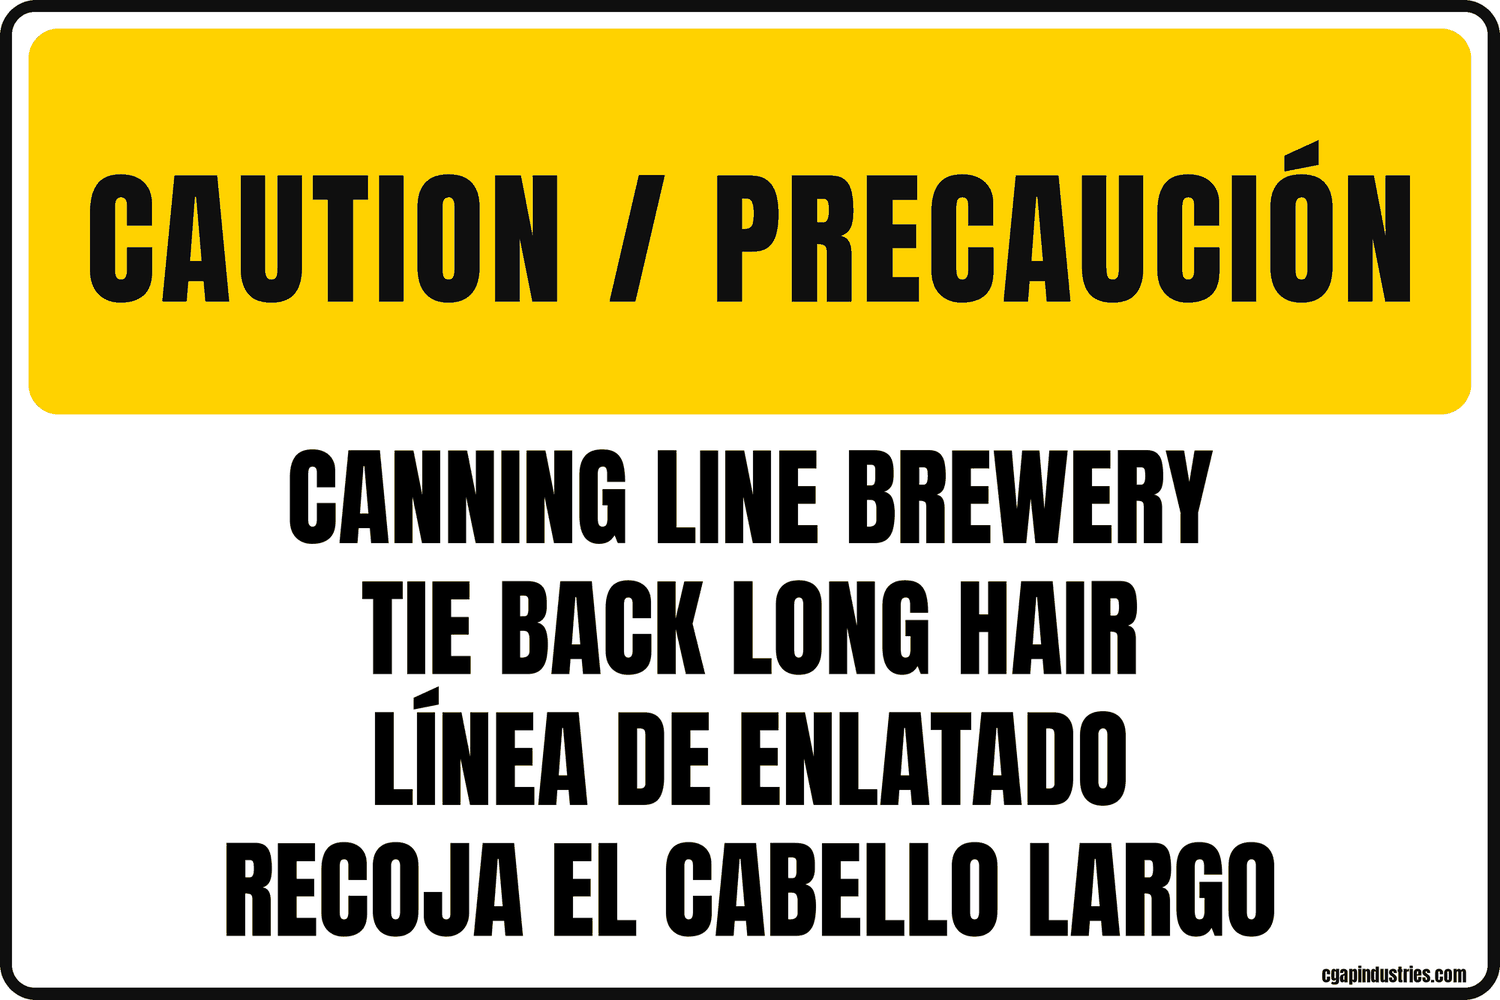 CAUTION / PRECAUCIÓN
CANNING LINE BREWERY
TIE BACK LONG HAIR
LÍNEA DE ENLATADO
RECOJA EL CABELLO LARGO
cgapindustries.com